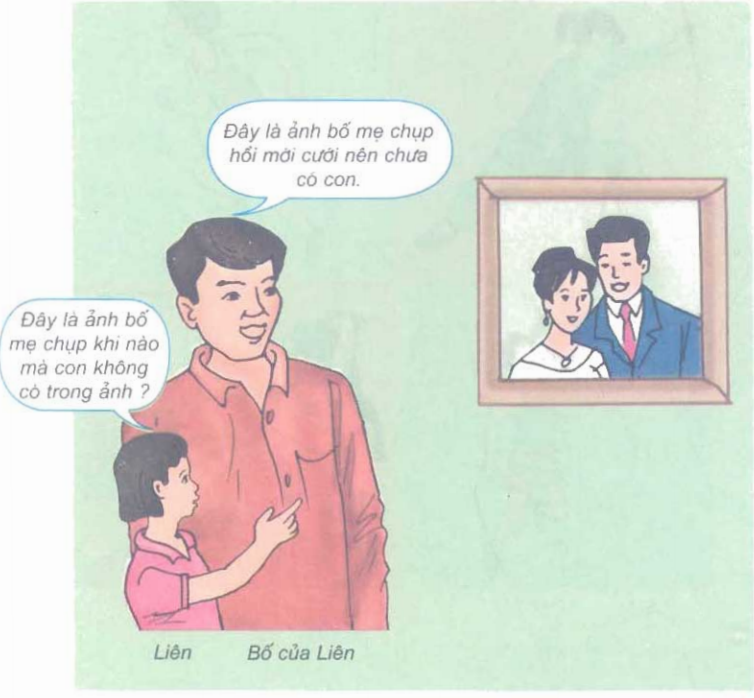 Đây là ảnh bố mẹ chụp
hồi mới cưới nên chưa
có con.
Đây là ảnh bố
mẹ chụp khi nào
mà con không
có trong ảnh ?
Liên
Bố của Liên